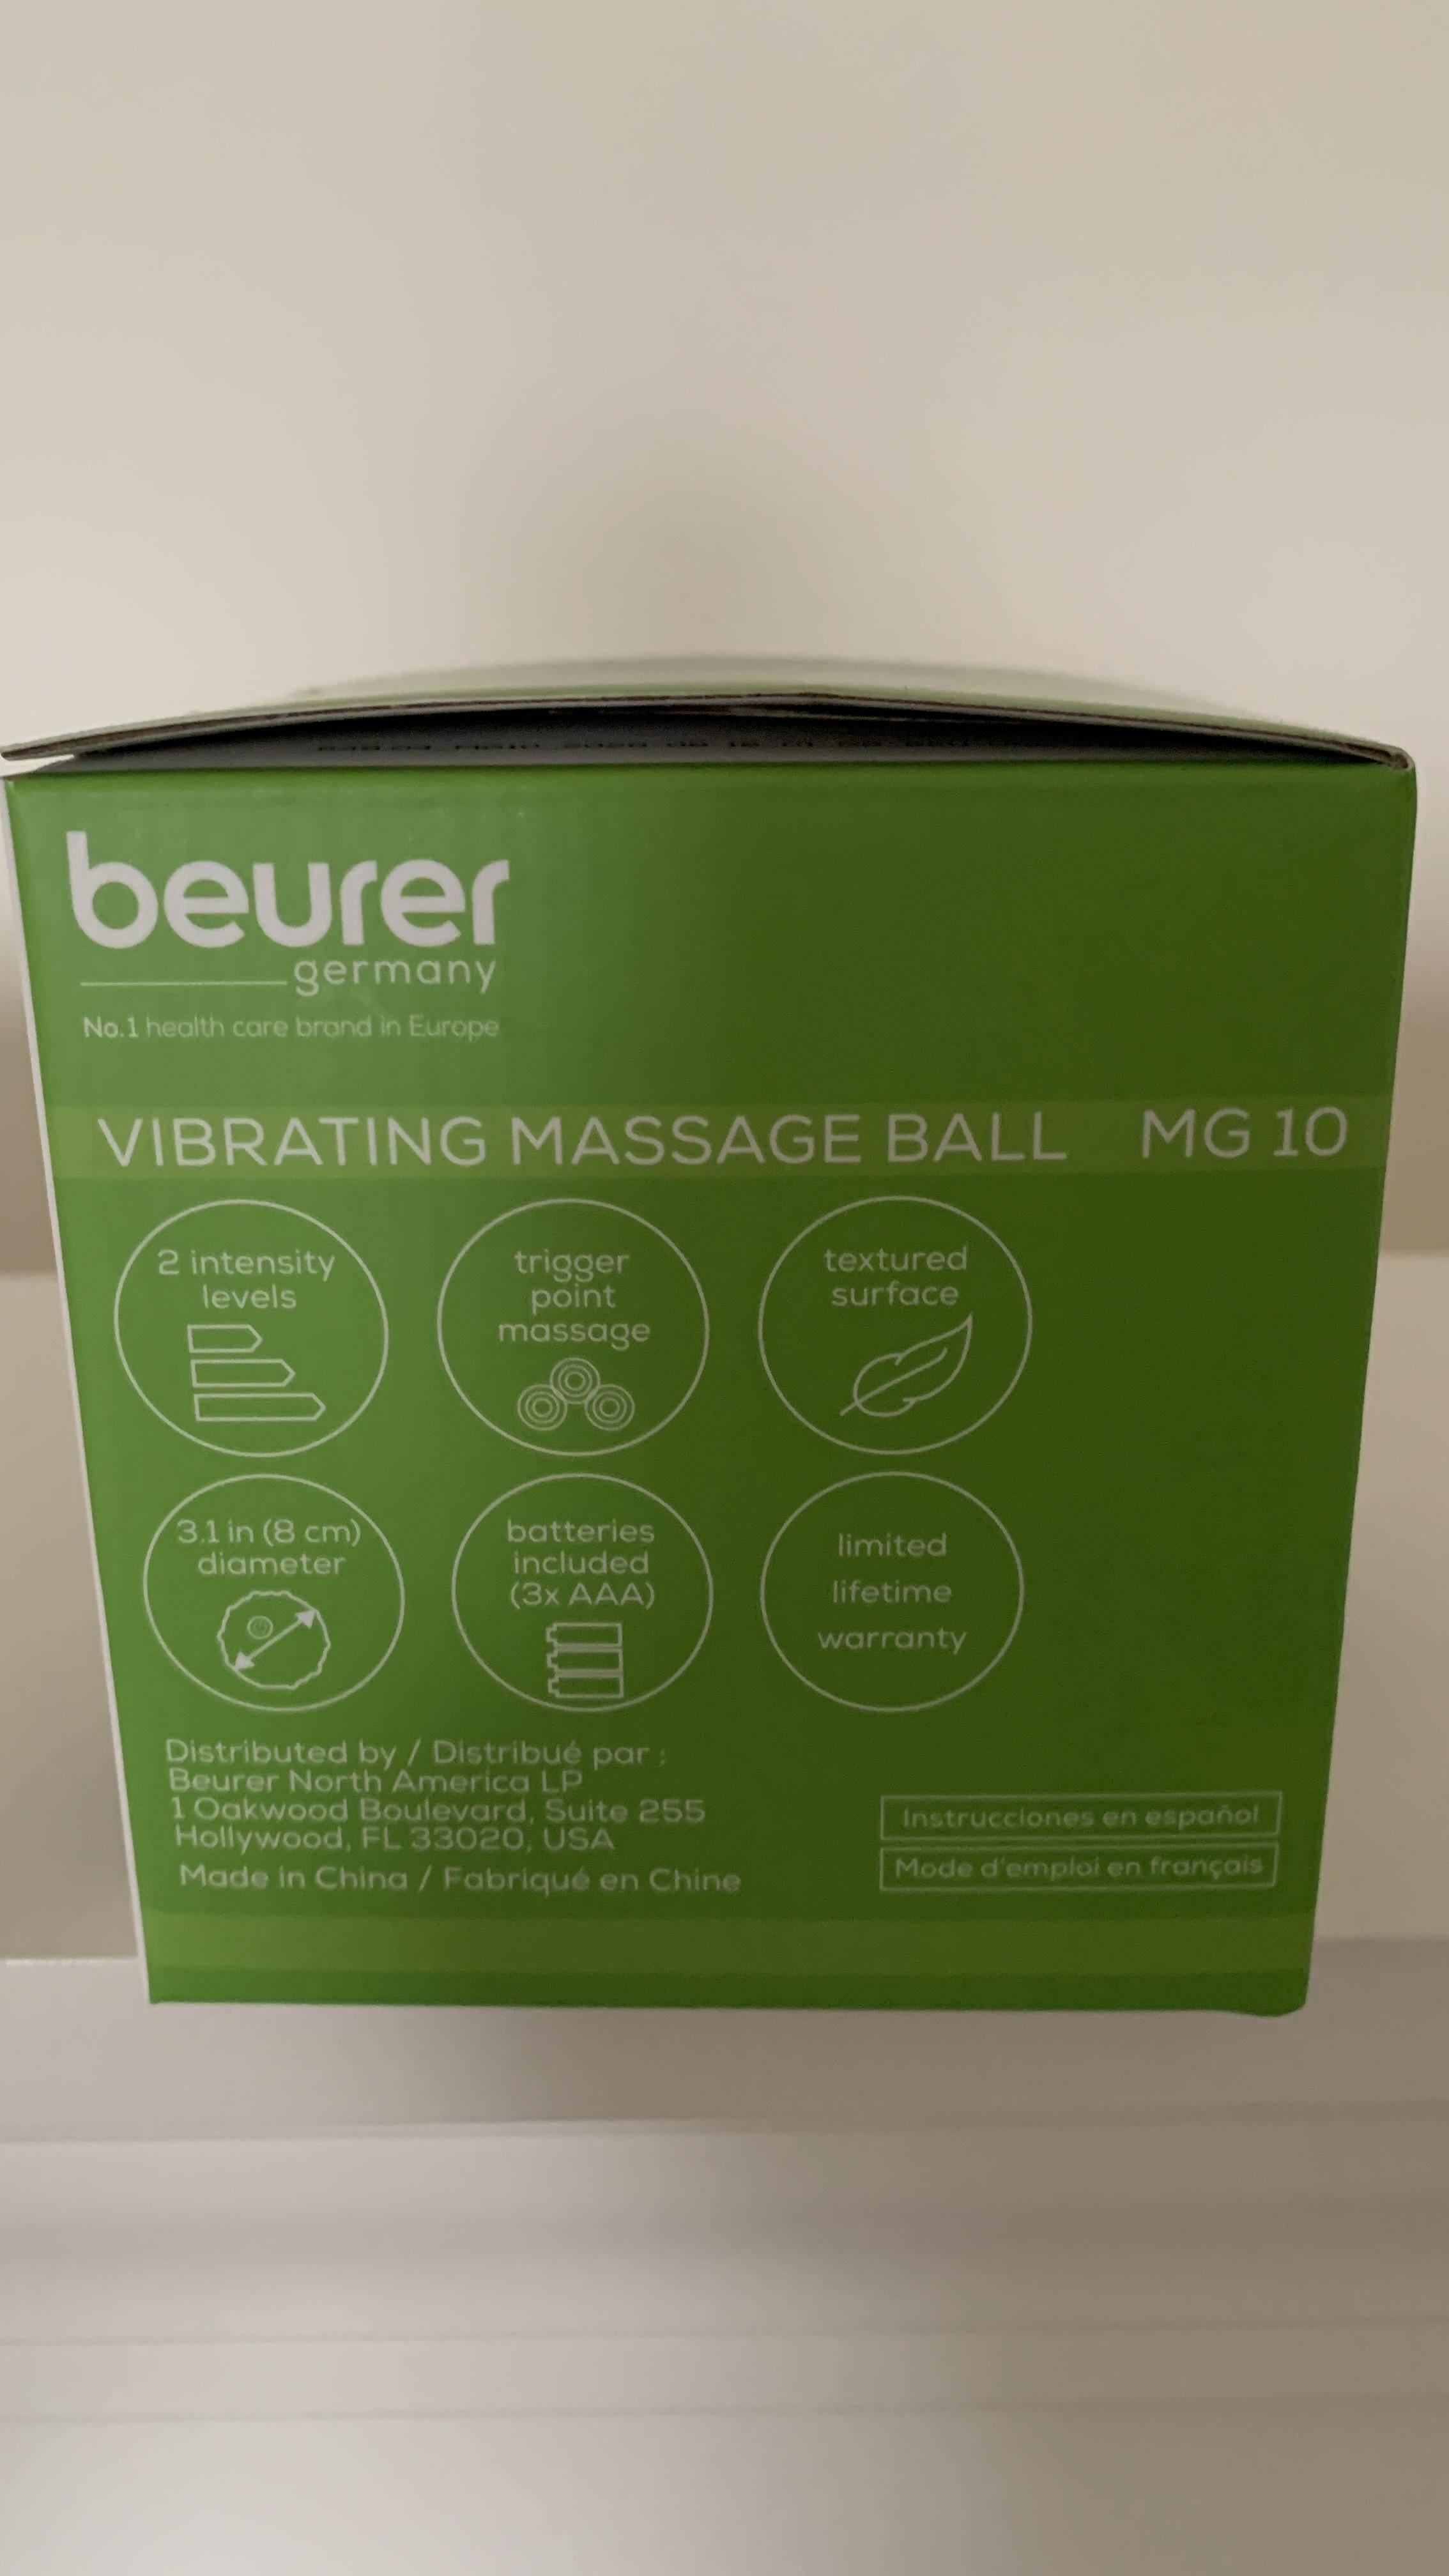 beurer
germany
No.1 health care brand in Europe
VIBRATING MASSAGE BALL MG 10
2 intensity
levels
trigger
point
massage
textured
surface
3.1 in (8 cm)
diameter
batteries
included
(3x AAA)
limited
lifetime
warranty
Distributed by / Distribué par :
Beurer North America LP
1 Oakwood Boulevard, Suite 255
Hollywood, FL 33020, USA
Made in China / Fabriqué en Chine
Instrucciones en español
Mode d'emploi en français